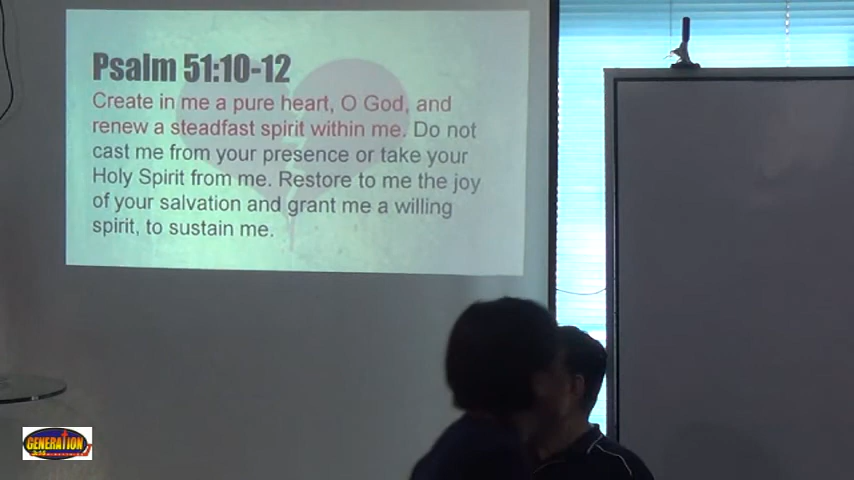 Psalm 51:10-12
Create in me a pure heart, O God, and
renew a steadfast spirit within me. Do not
cast me from your presence or take your
Holy Spirit from me. Restore to me the joy
of your salvation and grant me a willing
spirit, to sustain me.
GENERATION